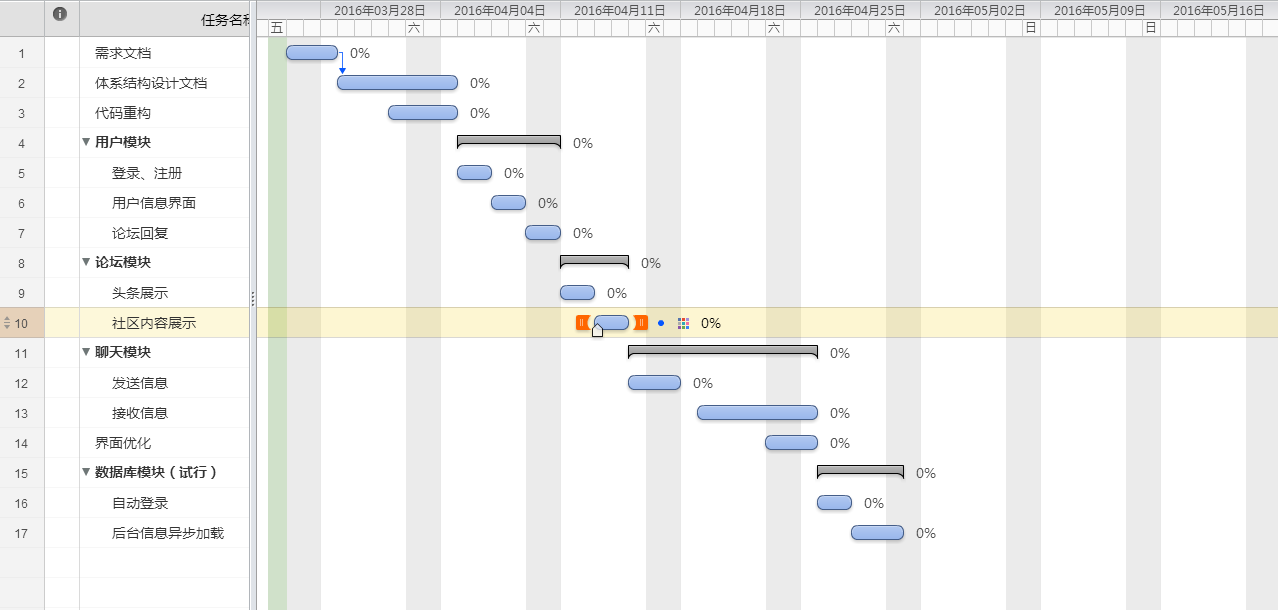 任务名称
2016年03月28日 2016年04月04日 2016年04月11日 2016年04月18日 2016年04月25日 2016年05月02日 2016年05月09日 2016年05月16日
五 六 六 六 六 六 日 日
1 需求文档 0%
2 体系结构设计文档 0%
3 代码重构 0%
4 用户模块 0%
5 登录、注册 0%
6 用户信息界面 0%
7 论坛回复 0%
8 论坛模块 0%
9 头条展示 0%
10 社区内容展示 0%
11 聊天模块 0%
12 发送信息 0%
13 接收信息 0%
14 界面优化 0%
15 数据库模块（试行） 0%
16 自动登录 0%
17 后台信息异步加载 0%